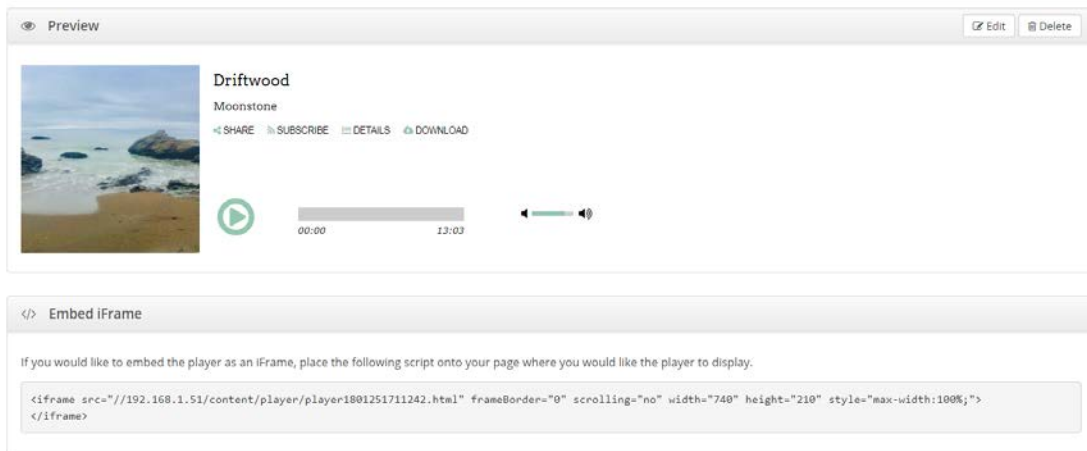 Preview
Edit
Delete
Driftwood
Moonstone
SHARE SUBSCRIBE DETAILS DOWNLOAD
00:00 13:03
</> Embed iFrame
If you would like to embed the player as an IFrame, place the following script onto your page where you would like the player to display.
<iframe src="//192.168.1.51/content/player/player1801251711242.html" frameBorder="0" scrolling="no" width="740" height="210" style="max-width:100%;">
</iframe>